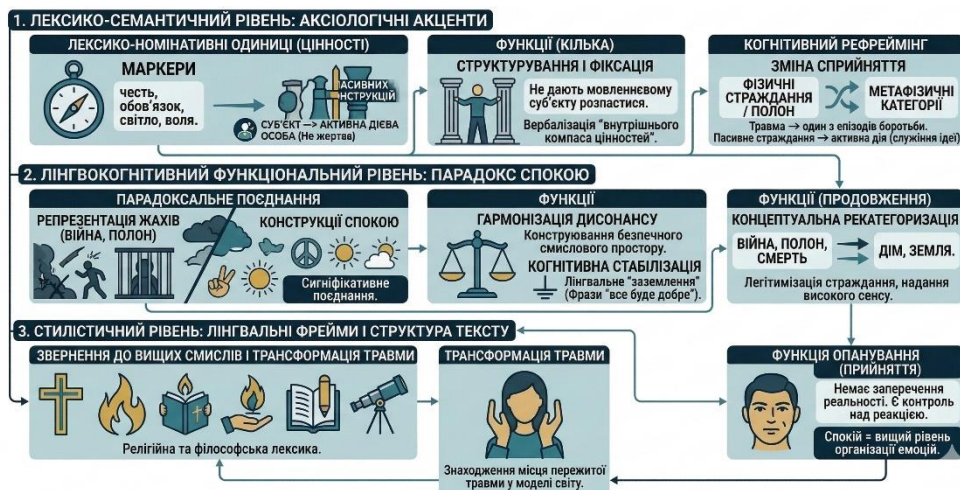 1. ЛЕКСИКО-СЕМАНТИЧНИЙ РІВЕНЬ: АКСІОЛОГІЧНІ АКЦЕНТИ
ЛЕКСИКО-НОМІНАТИВНІ ОДИНИЦІ (ЦІННОСТІ)
МАРКЕРИ
честь,
обов'язок,
світло, воля.
СУБ'ЄКТ —> АКТИВНА ДІЄВА
ОСОБА (Не жертва)
ФУНКЦІЇ (КІЛЬКА)
СТРУКТУРУВАННЯ І ФІКСАЦІЯ
Не дають мовленнєвому
суб'єкту розпастися.
Вербалізація "внутрішнього
компаса цінностей".
КОГНІТИВНИЙ РЕФРЕЙМІНГ
ЗМІНА СПРИЙНЯТТЯ
ФІЗИЧНІ
СТРАЖДАННЯ
/ ПОЛОН
МЕТАФІЗИЧНІ
КАТЕГОРІЇ
Травма → один з епізодів боротьби.
Пасивне страждання → активна дія (служіння ідеї)
2. ЛІНГВОКОГНІТИВНИЙ ФУНКЦІОНАЛЬНИЙ РІВЕНЬ: ПАРАДОКС СПОКОЮ
ПАРАДОКСАЛЬНЕ ПОЄДНАННЯ
РЕПРЕЗЕНТАЦІЯ ЖАХІВ
(ВІЙНА, ПОЛОН)
КОНСТРУКЦІЇ СПОКОЮ
Сигніфікативне
поєднання.
ФУНКЦІЇ
ГАРМОНІЗАЦІЯ ДИСОНАНСУ
Конструювання безпечного
смислового простору.
КОГНІТИВНА СТАБІЛІЗАЦІЯ
Лінгвальне "заземлення"
(Фрази "все буде добре").
ФУНКЦІЇ (ПРОДОВЖЕННЯ)
КОНЦЕПТУАЛЬНА РЕКАТЕГОРИЗАЦІЯ
ВІЙНА, ПОЛОН,
СМЕРТЬ
ДІМ, ЗЕМЛЯ.
Легітимізація страждання, надання
високого сенсу.
3. СТИЛІСТИЧНИЙ РІВЕНЬ: ЛІНГВАЛЬНІ ФРЕЙМИ І СТРУКТУРА ТЕКСТУ
ЗВЕРНЕННЯ ДО ВИЩИХ СМИСЛІВ І ТРАНСФОРМАЦІЯ ТРАВМИ
Релігійна та філософська лексика.
ТРАНСФОРМАЦІЯ ТРАВМИ
Знаходження місця пережитої
травми у моделі світу.
ФУНКЦІЯ ОПАНУВАННЯ
(ПРИЙНЯТТЯ)
Немає заперечення
реальності. Є контроль
над реакцією.
Спокій = вищий рівень
організації емоцій.